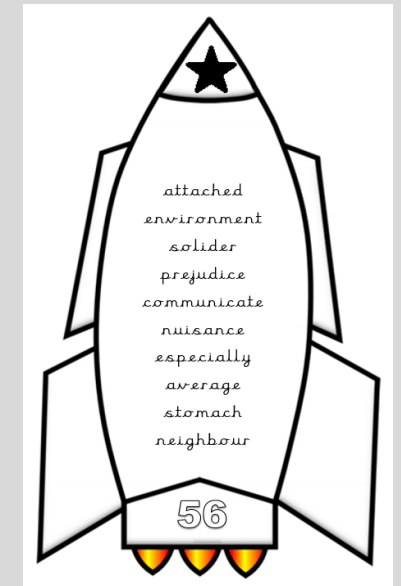 attached
environment
solider
prejudice
communicate
nuisance
especially
average
stomach
neighbour
56